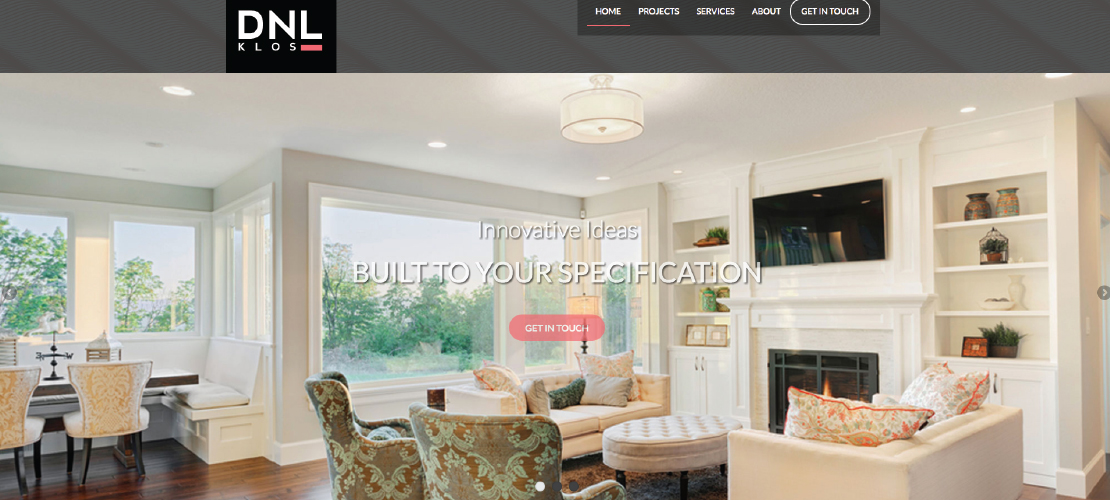 DNL
KLOS
HOME PROJECTS SERVICES ABOUT GET IN TOUCH
Innovative Ideas
BUILT TO YOUR SPECIFICATION
GET IN TOUCH